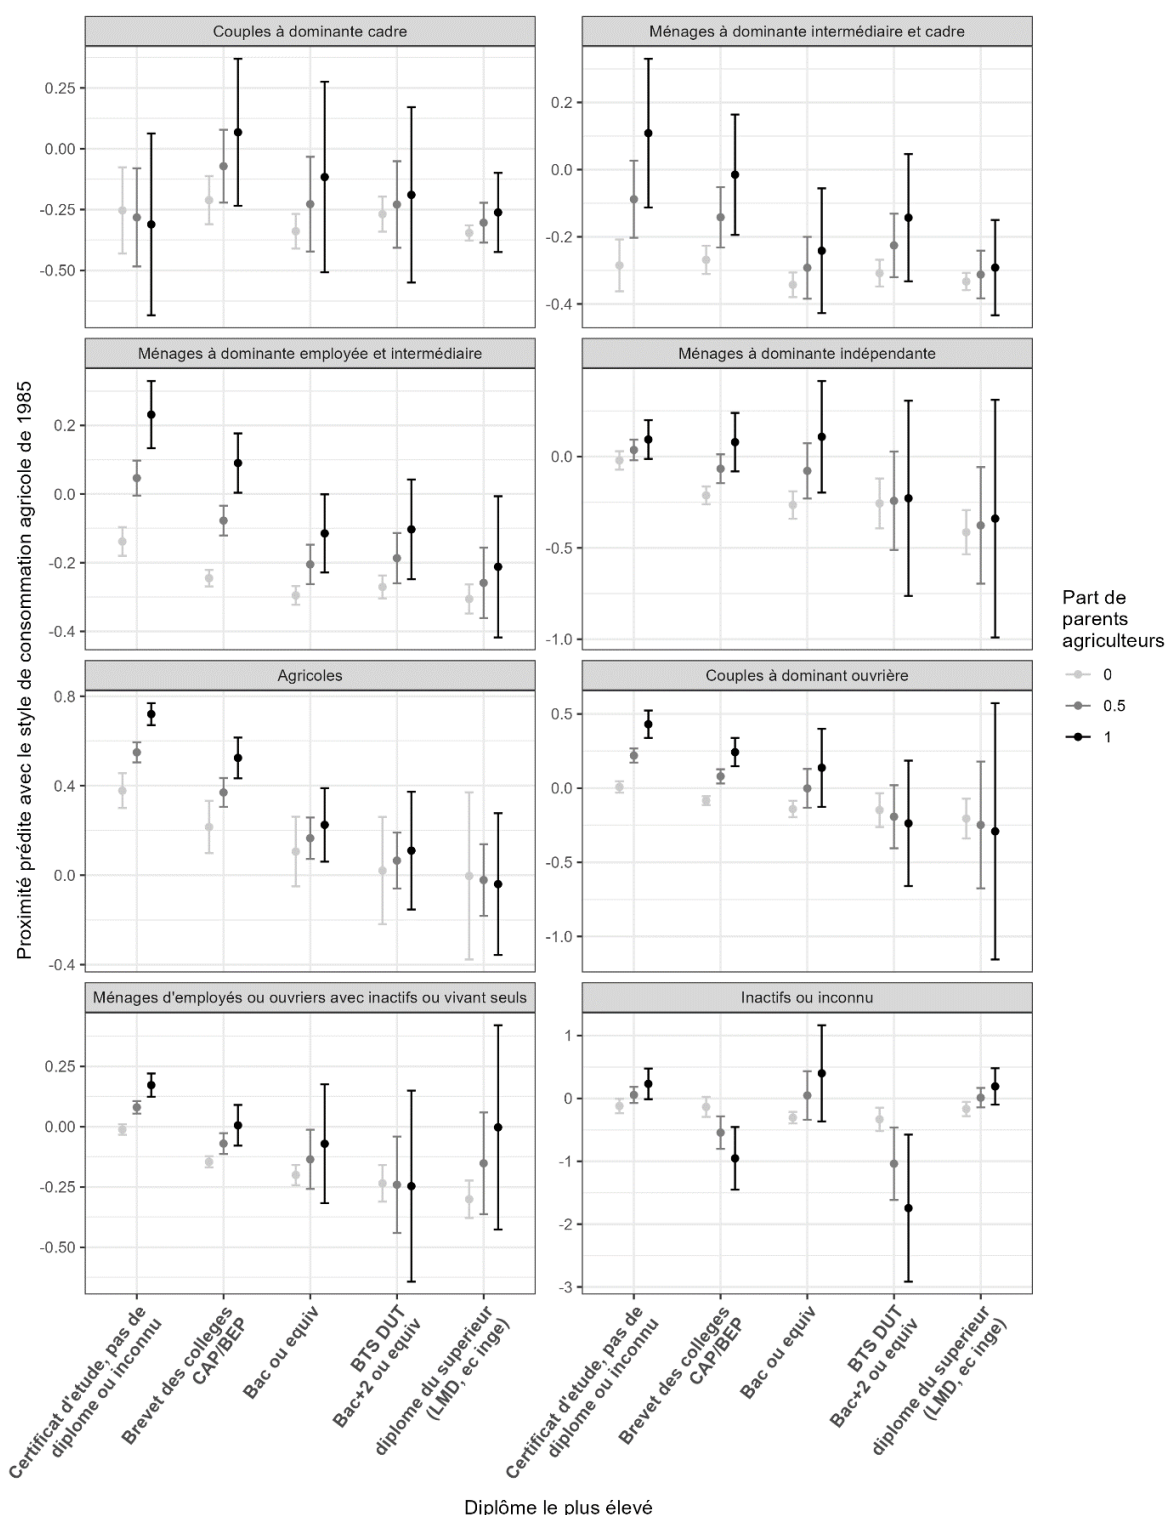 Couples à dominante cadre
Ménages à dominante intermédiaire et cadre
0.25
0.00
-0.25
-0.50
0.2
0.0
-0.2
-0.4
Ménages à dominante employée et intermédiaire
Ménages à dominante indépendante
0.2
0.0
-0.2
-0.4
0.0
-0.5
-1.0
Proximité prédite avec le style de consommation agricole de 1985
Part de
parents
agriculteurs
0
0.5
1
Agricoles
Couples à dominant ouvrière
0.8
0.4
0.0
-0.4
0.5
0.0
-0.5
-1.0
Ménages d'employés ou ouvriers avec inactifs ou vivant seuls
Inactifs ou inconnu
0.25
0.00
-0.25
-0.50
1
0
-1
-2
-3
Certificat d'etude, pas de
diplome ou inconnu
Brevet des colleges
CAP/BEP
Bac ou equiv
BTS DUT
Bac+2 ou equiv
diplome du superieur
(LMD, ec inge)
Certificat d'etude, pas de
diplome ou inconnu
Brevet des colleges
CAP/BEP
Bac ou equiv
BTS DUT
Bac+2 ou equiv
diplome du superieur
(LMD, ec inge)
Diplôme le plus élevé